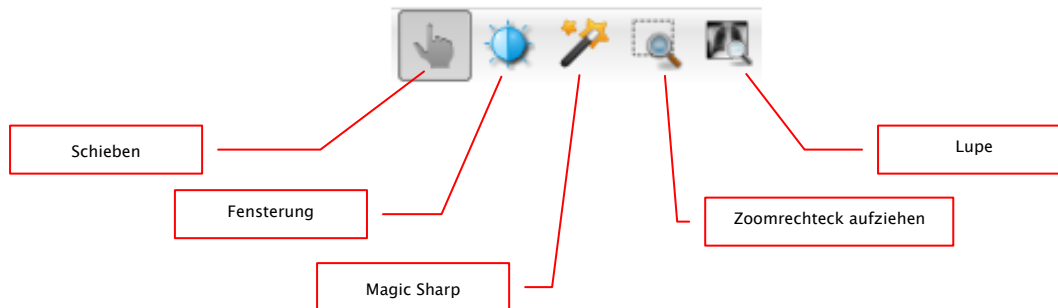 Schieben
Lupe
Fensterung
Zoomrechteck aufziehen
Magic Sharp